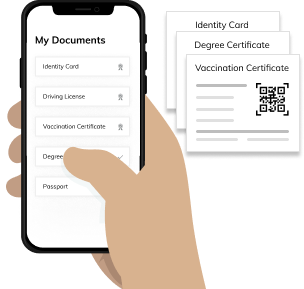 My Documents
Identity Card
Driving License
Vaccination Certificate
Degree
Passport
Identity Card
Degree Certificate
Vaccination Certificate